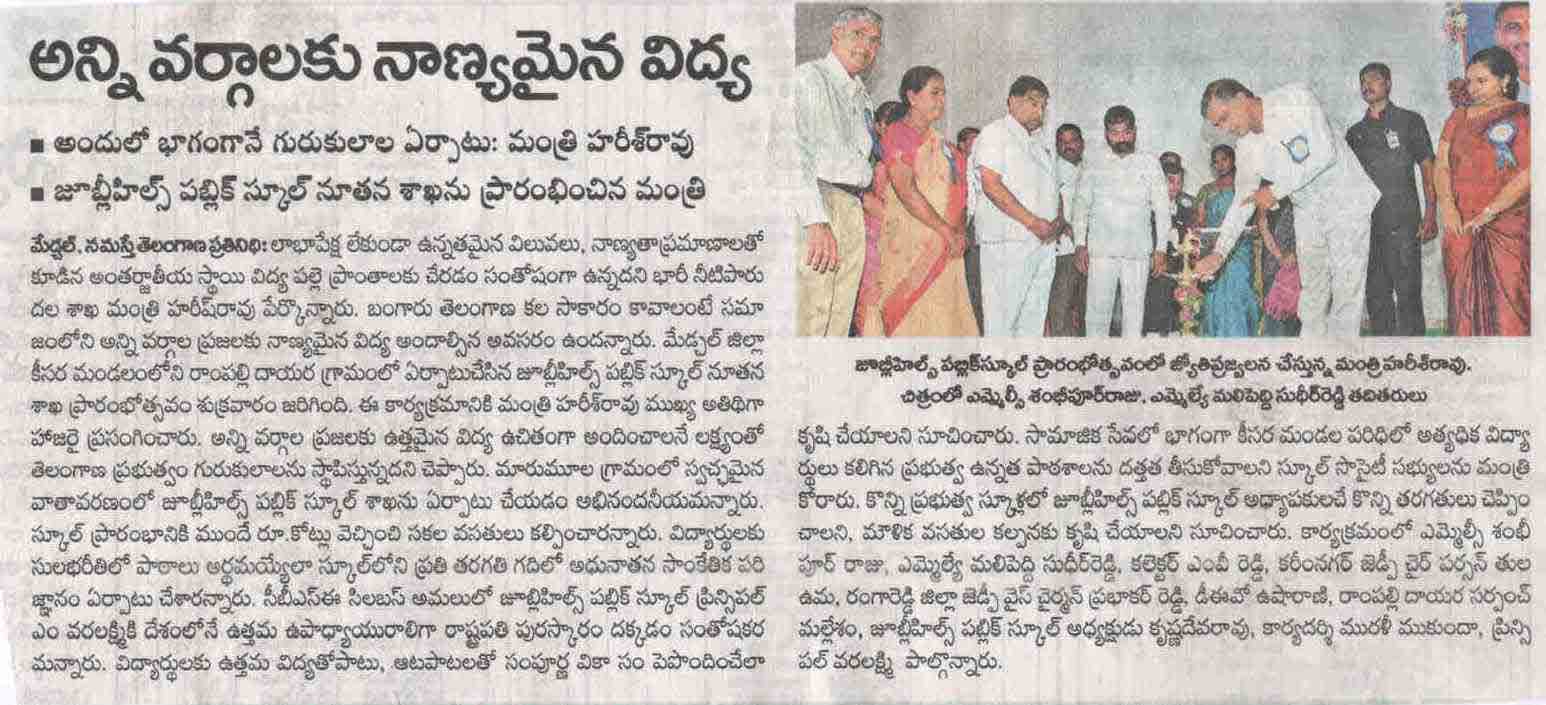 అన్ని వర్గాలకు నాణ్యమైన విద్య
■ అందులో భాగంగానే గురుకులాల ఏర్పాటు: మంత్రి హరీశ్‌రావు
■ జూబ్లీహిల్స్ పబ్లిక్ స్కూల్ నూతన శాఖను ప్రారంభించిన మంత్రి
మేడ్చల్, నమస్తేతెలంగాణ ప్రతినిధి: లాభాపేక్ష లేకుండా ఉన్నతమైన విలువలు, నాణ్యతాప్రమాణాలతో
కూడిన అంతర్జాతీయ స్థాయి విద్య పల్లె ప్రాంతాలకు చేరడం సంతోషంగా ఉన్నదని భారీ నీటిపారు
దల శాఖ మంత్రి హరీష్‌రావు పేర్కొన్నారు. బంగారు తెలంగాణ కల సాకారం కావాలంటే సమా
జంలోని అన్ని వర్గాల ప్రజలకు నాణ్యమైన విద్య అందాల్సిన అవసరం ఉందన్నారు. మేడ్చల్ జిల్లా
కీసర మండలంలోని రాంపల్లి దాయర గ్రామంలో ఏర్పాటుచేసిన జూబ్లీహిల్స్ పబ్లిక్ స్కూల్ నూతన
శాఖ ప్రారంభోత్సవం శుక్రవారం జరిగింది. ఈ కార్యక్రమానికి మంత్రి హరీశ్‌రావు ముఖ్య అతిథిగా
హాజరై ప్రసంగించారు. అన్ని వర్గాల ప్రజలకు ఉత్తమైన విద్య ఉచితంగా అందించాలనే లక్ష్యంతో
తెలంగాణ ప్రభుత్వం గురుకులాలను స్థాపిస్తున్నదని చెప్పారు. మారుమూల గ్రామంలో స్వచ్ఛమైన
వాతావరణంలో జూబ్లీహిల్స్ పబ్లిక్ స్కూల్ శాఖను ఏర్పాటు చేయడం అభినందనీయమన్నారు.
స్కూల్ ప్రారంభానికి ముందే రూ.కోట్లు వెచ్చించి సకల వసతులు కల్పించారన్నారు. విద్యార్థులకు
సులభరీతిలో పాఠాలు అర్థమయ్యేలా స్కూల్‌లోని ప్రతి తరగతి గదిలో అధునాతన సాంకేతిక పరి
జ్ఞానం ఏర్పాటు చేశారన్నారు. సీబీఎస్ఈ సిలబస్ అమలులో జూబ్లీహిల్స్ పబ్లిక్ స్కూల్ ప్రిన్సిపల్
ఎం వరలక్ష్మికి దేశంలోనే ఉత్తమ ఉపాధ్యాయురాలిగా రాష్ట్రపతి పురస్కారం దక్కడం సంతోషకర
మన్నారు. విద్యార్థులకు ఉత్తమ విద్యతోపాటు, ఆటపాటలతో సంపూర్ణ వికా సం పెపొందించేలా
జూబ్లీహిల్స్ పబ్లిక్‌స్కూల్ ప్రారంభోత్సవంలో జ్యోతిప్రజ్వలన చేస్తున్న మంత్రి హరీశ్‌రావు.
చిత్రంలో ఎమ్మెల్సీ శంభీపూర్‌రాజు, ఎమ్మెల్యే మలిపెద్ది సుధీర్‌రెడ్డి తదితరులు
కృషి చేయాలని సూచించారు. సామాజిక సేవలో భాగంగా కీసర మండల పరిధిలో అత్యధిక విద్యా
ర్థులు కలిగిన ప్రభుత్వ ఉన్నత పాఠశాలను దత్తత తీసుకోవాలని స్కూల్ సొసైటీ సభ్యులను మంత్రి
కోరారు. కొన్ని ప్రభుత్వ స్కూళ్లలో జూబ్లీహిల్స్ పబ్లిక్ స్కూల్ అధ్యాపకులచే కొన్ని తరగతులు చెప్పిం
చాలని, మౌళిక వసతుల కల్పనకు కృషి చేయాలని సూచించారు. కార్యక్రమంలో ఎమ్మెల్సీ శంభీ
పూర్ రాజు, ఎమ్మెల్యే మలిపెద్ది సుధీర్‌రెడ్డి, కలెక్టర్ ఎంవీ రెడ్డి, కరీంనగర్ జెడ్పీ చైర్ పర్సన్ తుల
ఉమ, రంగారెడ్డి జిల్లా జెడ్పీ వైస్ చైర్మన్ ప్రభాకర్ రెడ్డి, డీఈవో ఉషారాణి, రాంపల్లి దాయర సర్పంచ్
మల్లేశం, జూబ్లీహిల్స్ పబ్లిక్ స్కూల్ అధ్యక్షుడు కృష్ణదేవరావు, కార్యదర్శి మురళీ ముకుందా, ప్రిన్సి
పల్ వరలక్ష్మి పాల్గొన్నారు.